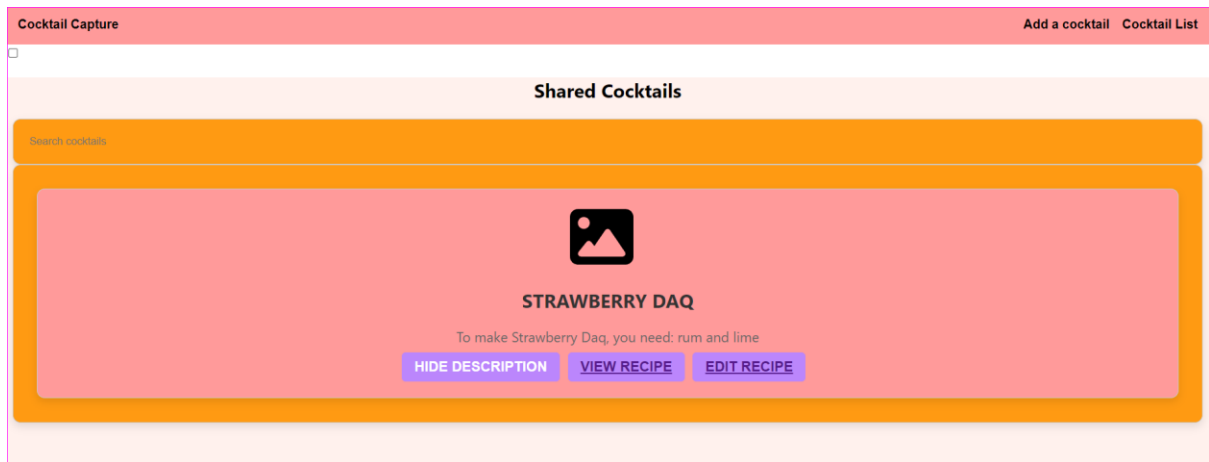 Cocktail Capture Add a cocktail Cocktail List
Shared Cocktails
Search cocktails
STRAWBERRY DAQ
To make Strawberry Daq, you need: rum and lime
HIDE DESCRIPTION VIEW RECIPE EDIT RECIPE